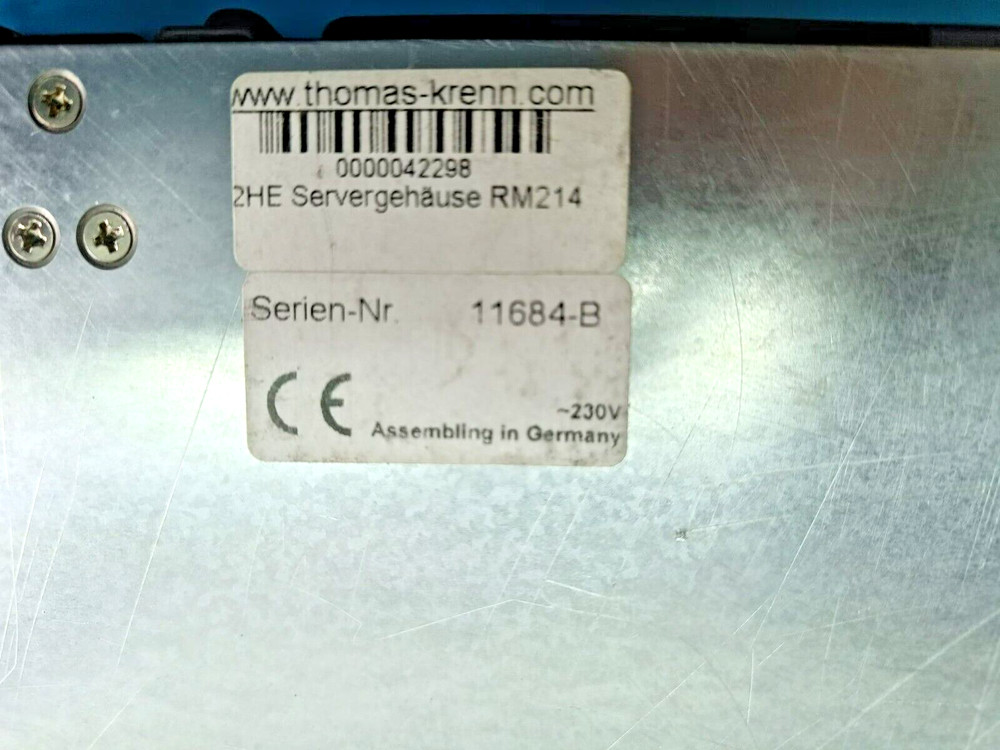 www.thomas-krenn.com
0000042298
2HE Servergehäuse RM214
Serien-Nr. 11684-B
CE
~230V
Assembling in Germany